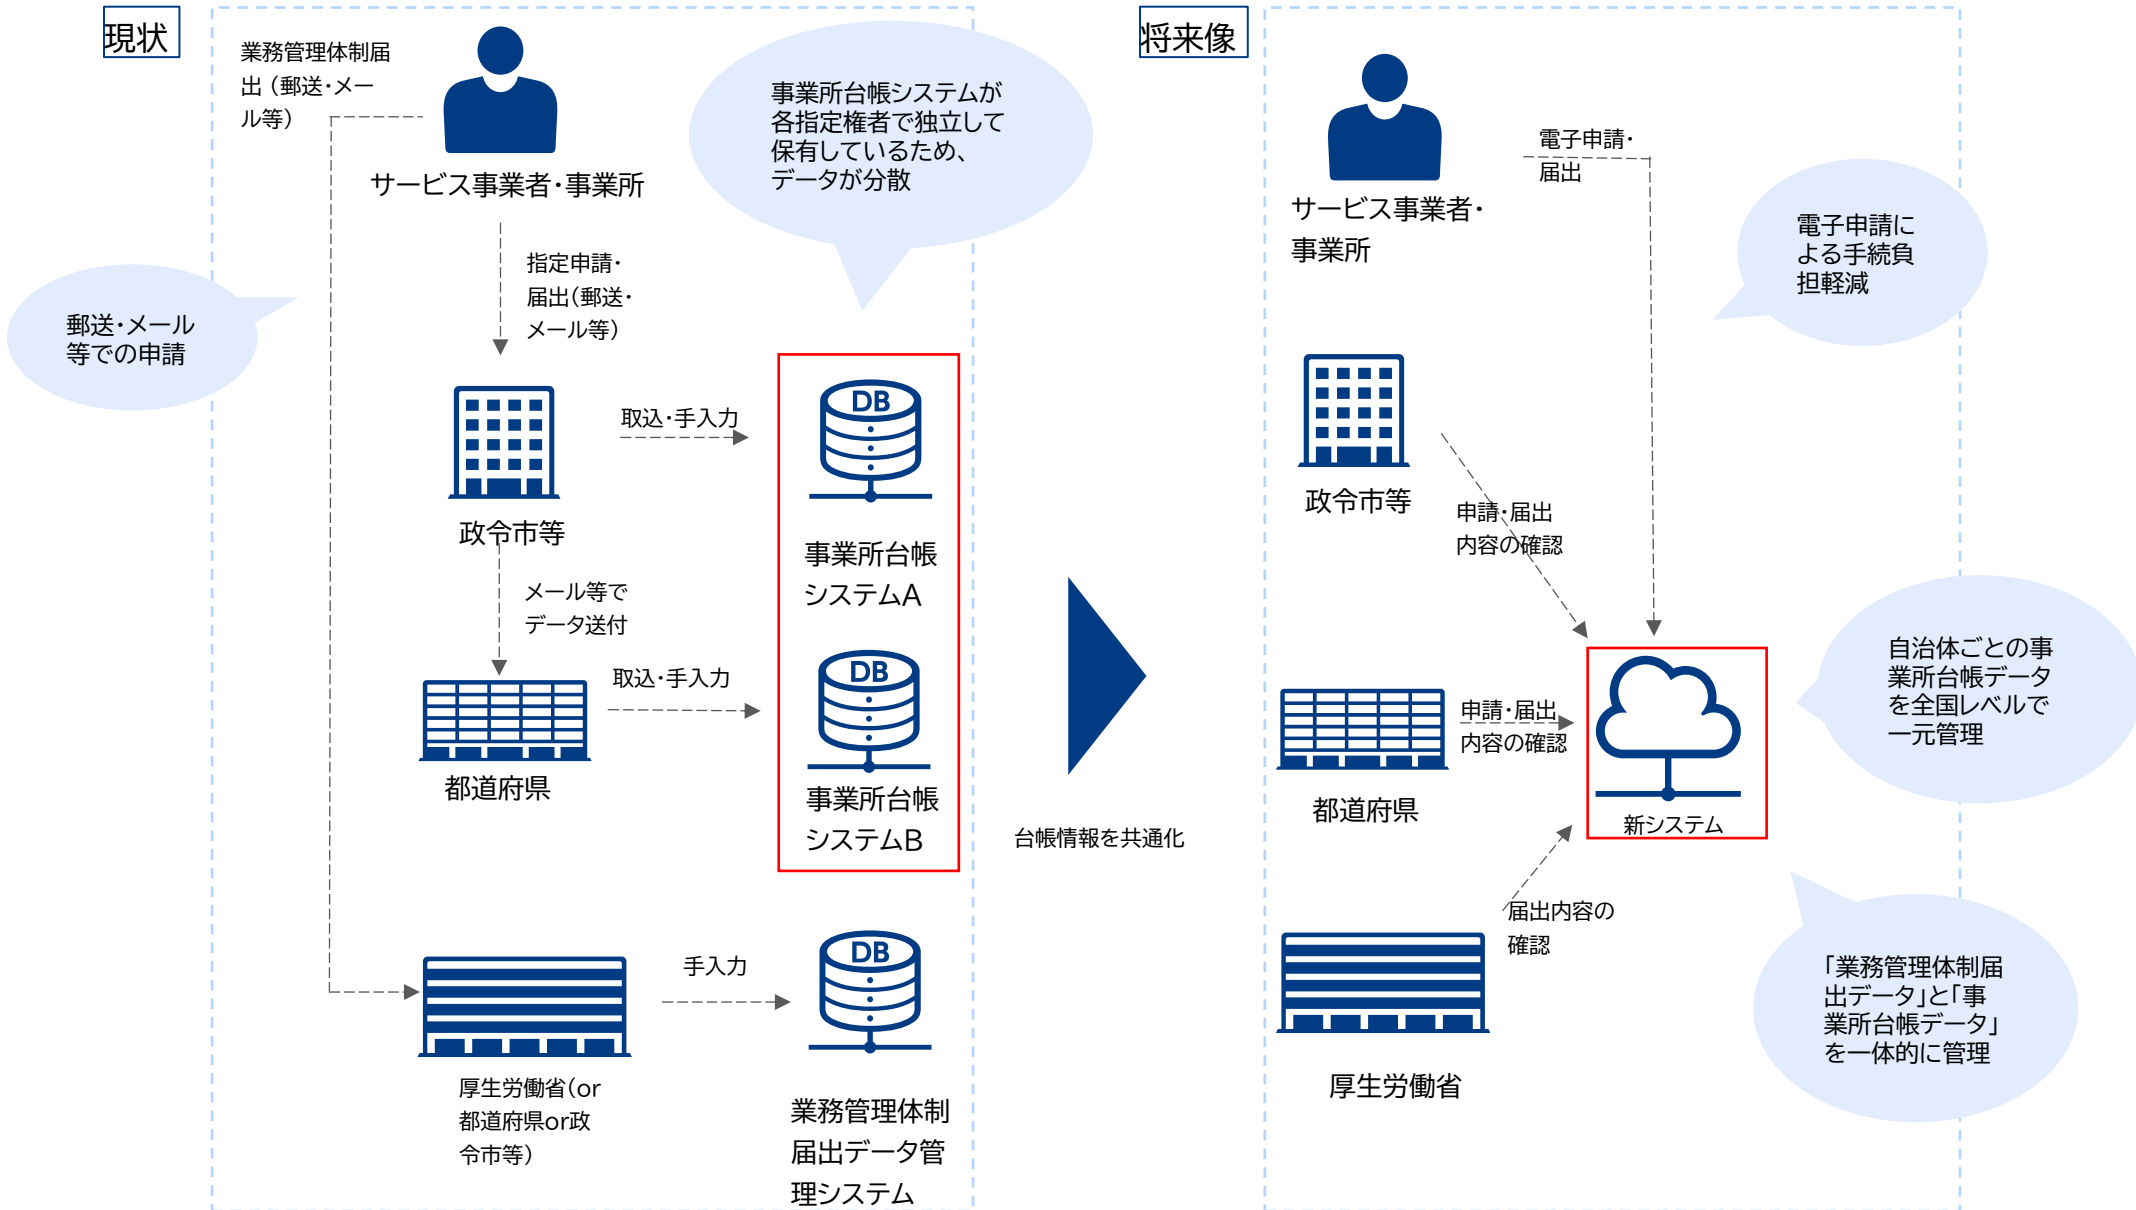 現状
業務管理体制届
出（郵送・メー
ル等）
サービス事業者・事業所
事業所台帳システムが
各指定権者で独立して
保有しているため、
データが分散
指定申請・
届出（郵送・
メール等）
郵送・メール
等での申請
取込・手入力
DB
政令市等
事業所台帳
システムA
メール等で
データ送付
取込・手入力
DB
都道府県
事業所台帳
システムB
手入力
DB
厚生労働省（or
都道府県or政
令市等）
業務管理体制
届出データ管
理システム
台帳情報を共通化
将来像
サービス事業者・
事業所
電子申請・
届出
電子申請に
よる手続負
担軽減
政令市等
申請・届出
内容の確認
都道府県
申請・届出
内容の確認
新システム
自治体ごとの事
業所台帳データ
を全国レベルで
一元管理
届出内容の
確認
厚生労働省
「業務管理体制届
出データ」と「事
業所台帳データ」
を一体的に管理